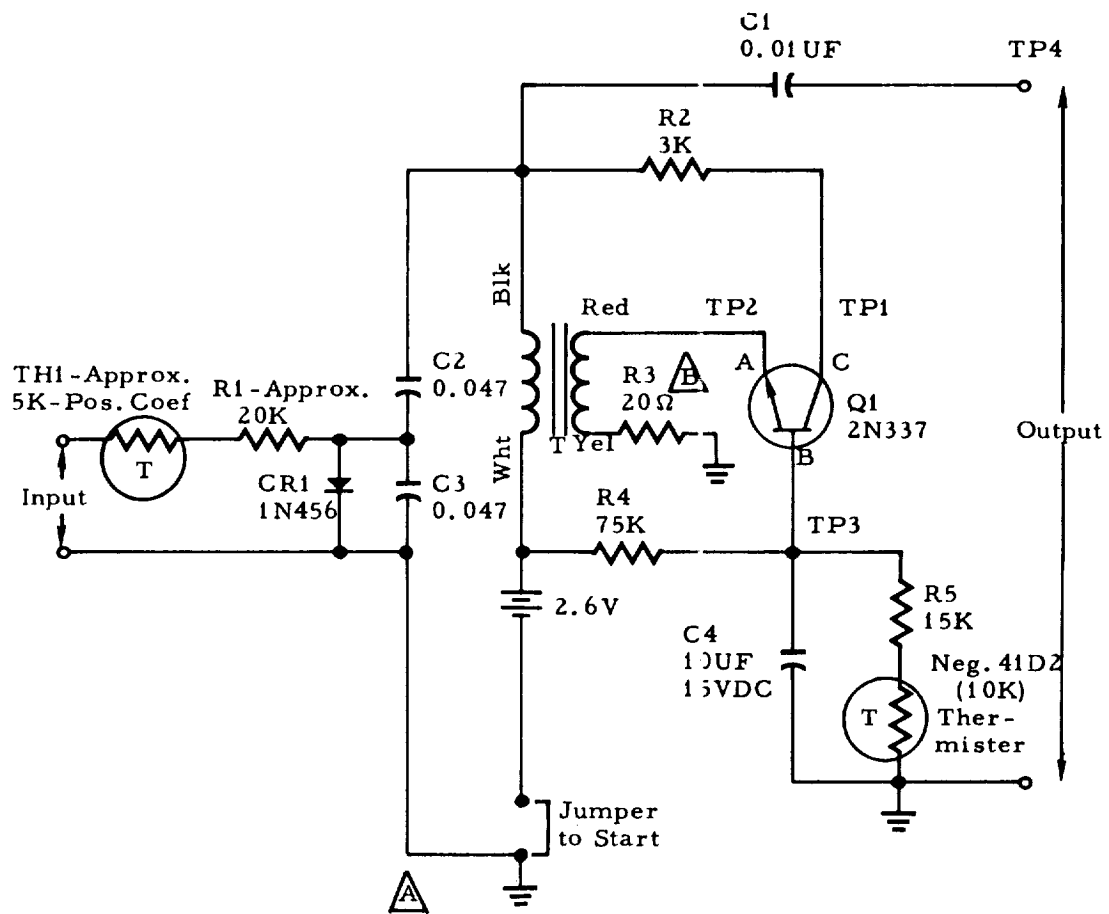 C1
0.01UF
TP4
R2
3K
Blk
Red
TP2
TP1
TH1-Approx.
5K-Pos.Coef
R1-Approx.
20K
C2
0.047
R3
20Ω
B
A
C
Q1
2N337
T
Input
CR1
1N456
C3
0.047
Wht
T
Yel
B
Output
R4
75K
TP3
2.6V
R5
15K
C4
10UF
15VDC
Neg. 41D2
(10K)
T
Ther-
mister
Jumper
to Start
A